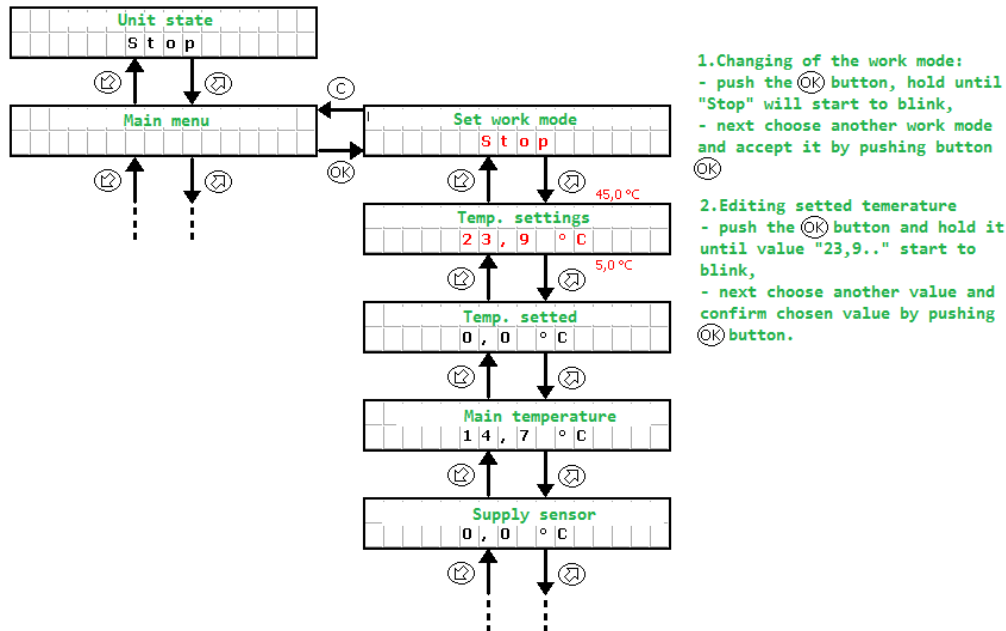 Unit state
Stop
C
Main menu
OK
Set work mode
Stop
45,0 °C
Temp. settings
23,9 °C
5,0 °C
Temp. setted
0,0 °C
Main temperature
14,7 °C
Supply sensor
0,0 °C
1.Changing of the work mode:
- push the OK button, hold until
"Stop" will start to blink,
- next choose another work mode
and accept it by pushing button
OK
2.Editing setted temerature
- push the OK button and hold it
until value "23,9.." start to
blink,
- next choose another value and
confirm chosen value by pushing
OK button.